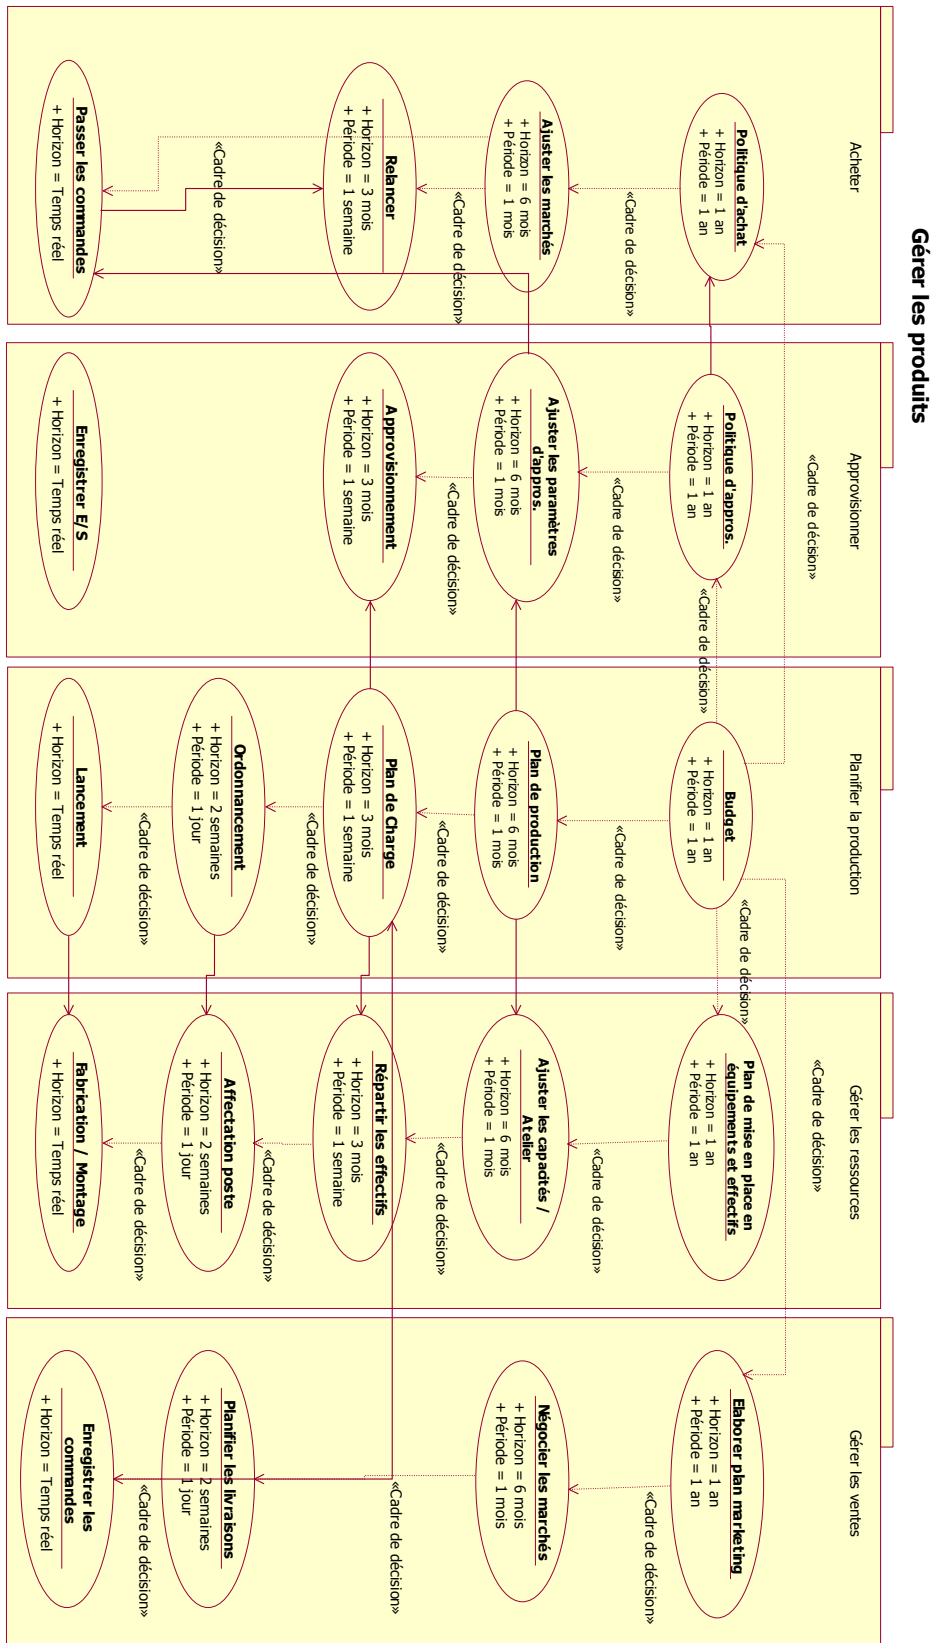 Gérer les produits
Acheter
Politique d'achat
+ Horizon = 1 an
+ Période = 1 an
«Cadre de décision»
Ajuster les marchés
+ Horizon = 6 mois
+ Période = 1 mois
«Cadre de décision»
Relancer
+ Horizon = 3 mois
+ Période = 1 semaine
«Cadre de décision»
Passer les commandes
+ Horizon = Temps réel
Approvisionner
«Cadre de décision»
Politique d'appros.
+ Horizon = 1 an
+ Période = 1 an
«Cadre de décision»
Ajuster les paramètres
d'appros.
+ Horizon = 6 mois
+ Période = 1 mois
«Cadre de décision»
Approvisionnement
+ Horizon = 3 mois
+ Période = 1 semaine
Enregistrer E/S
+ Horizon = Temps réel
Planifier la production
«Cadre de décision»
Budget
+ Horizon = 1 an
+ Période = 1 an
«Cadre de décision»
Plan de production
+ Horizon = 6 mois
+ Période = 1 mois
«Cadre de décision»
Plan de Charge
+ Horizon = 3 mois
+ Période = 1 semaine
«Cadre de décision»
Ordonnancement
+ Horizon = 2 semaines
+ Période = 1 jour
«Cadre de décision»
Lancement
+ Horizon = Temps réel
Gérer les ressources
«Cadre de décision»
«Cadre de décision»
Plan de mise en place en
équipements et effectifs
+ Horizon = 1 an
+ Période = 1 an
«Cadre de décision»
Ajuster les capacités /
Atelier
+ Horizon = 6 mois
+ Période = 1 mois
«Cadre de décision»
Répartir les effectifs
+ Horizon = 3 mois
+ Période = 1 semaine
«Cadre de décision»
Affectation poste
+ Horizon = 2 semaines
+ Période = 1 jour
«Cadre de décision»
Fabrication / Montage
+ Horizon = Temps réel
Gérer les ventes
Elaborer plan marketing
+ Horizon = 1 an
+ Période = 1 an
«Cadre de décision»
Négocier les marchés
+ Horizon = 6 mois
+ Période = 1 mois
«Cadre de décision»
Planifier les livraisons
+ Horizon = 2 semaines
+ Période = 1 jour
«Cadre de décision»
Enregistrer les
commandes
+ Horizon = Temps réel